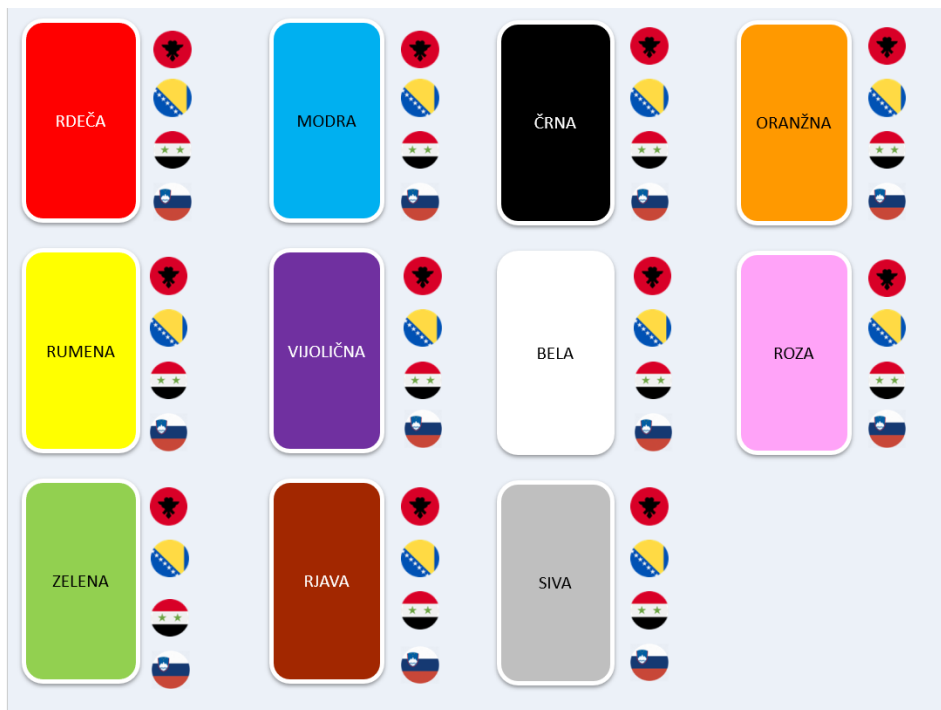 RDEČA
MODRA
ČRNA
ORANŽNA
RUMENA
VIJOLIČNA
BELA
ROZA
ZELENA
RJAVA
SIVA